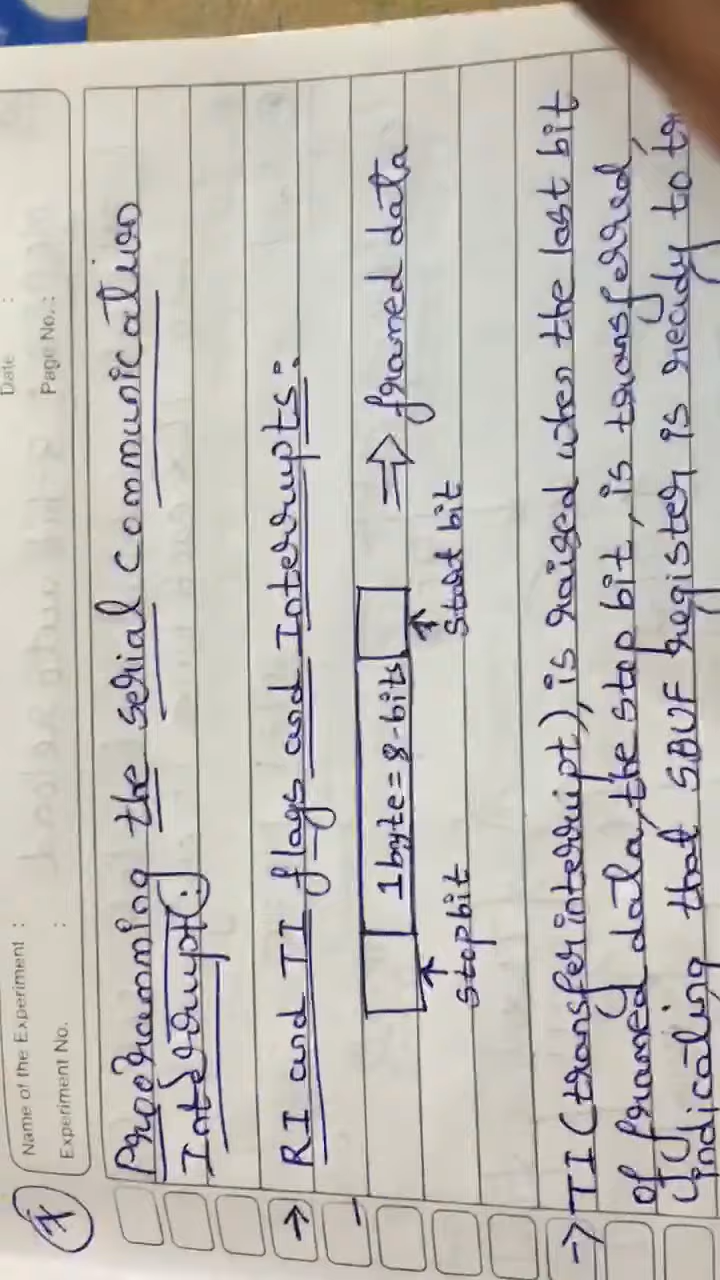 Name of the Experiment :
Date :
Experiment No. :
Page No. :
Programming the serial communication
Interrupt:
→ RI and TI flags and Interrupts:
1 byte = 8-bits ⇒ framed data
↑ ↑
stop bit Start bit
→ TI (transfer interrupt), is raised when the last bit
of framed data, the stop bit, is transferred,
indicating that SBUF register is ready to